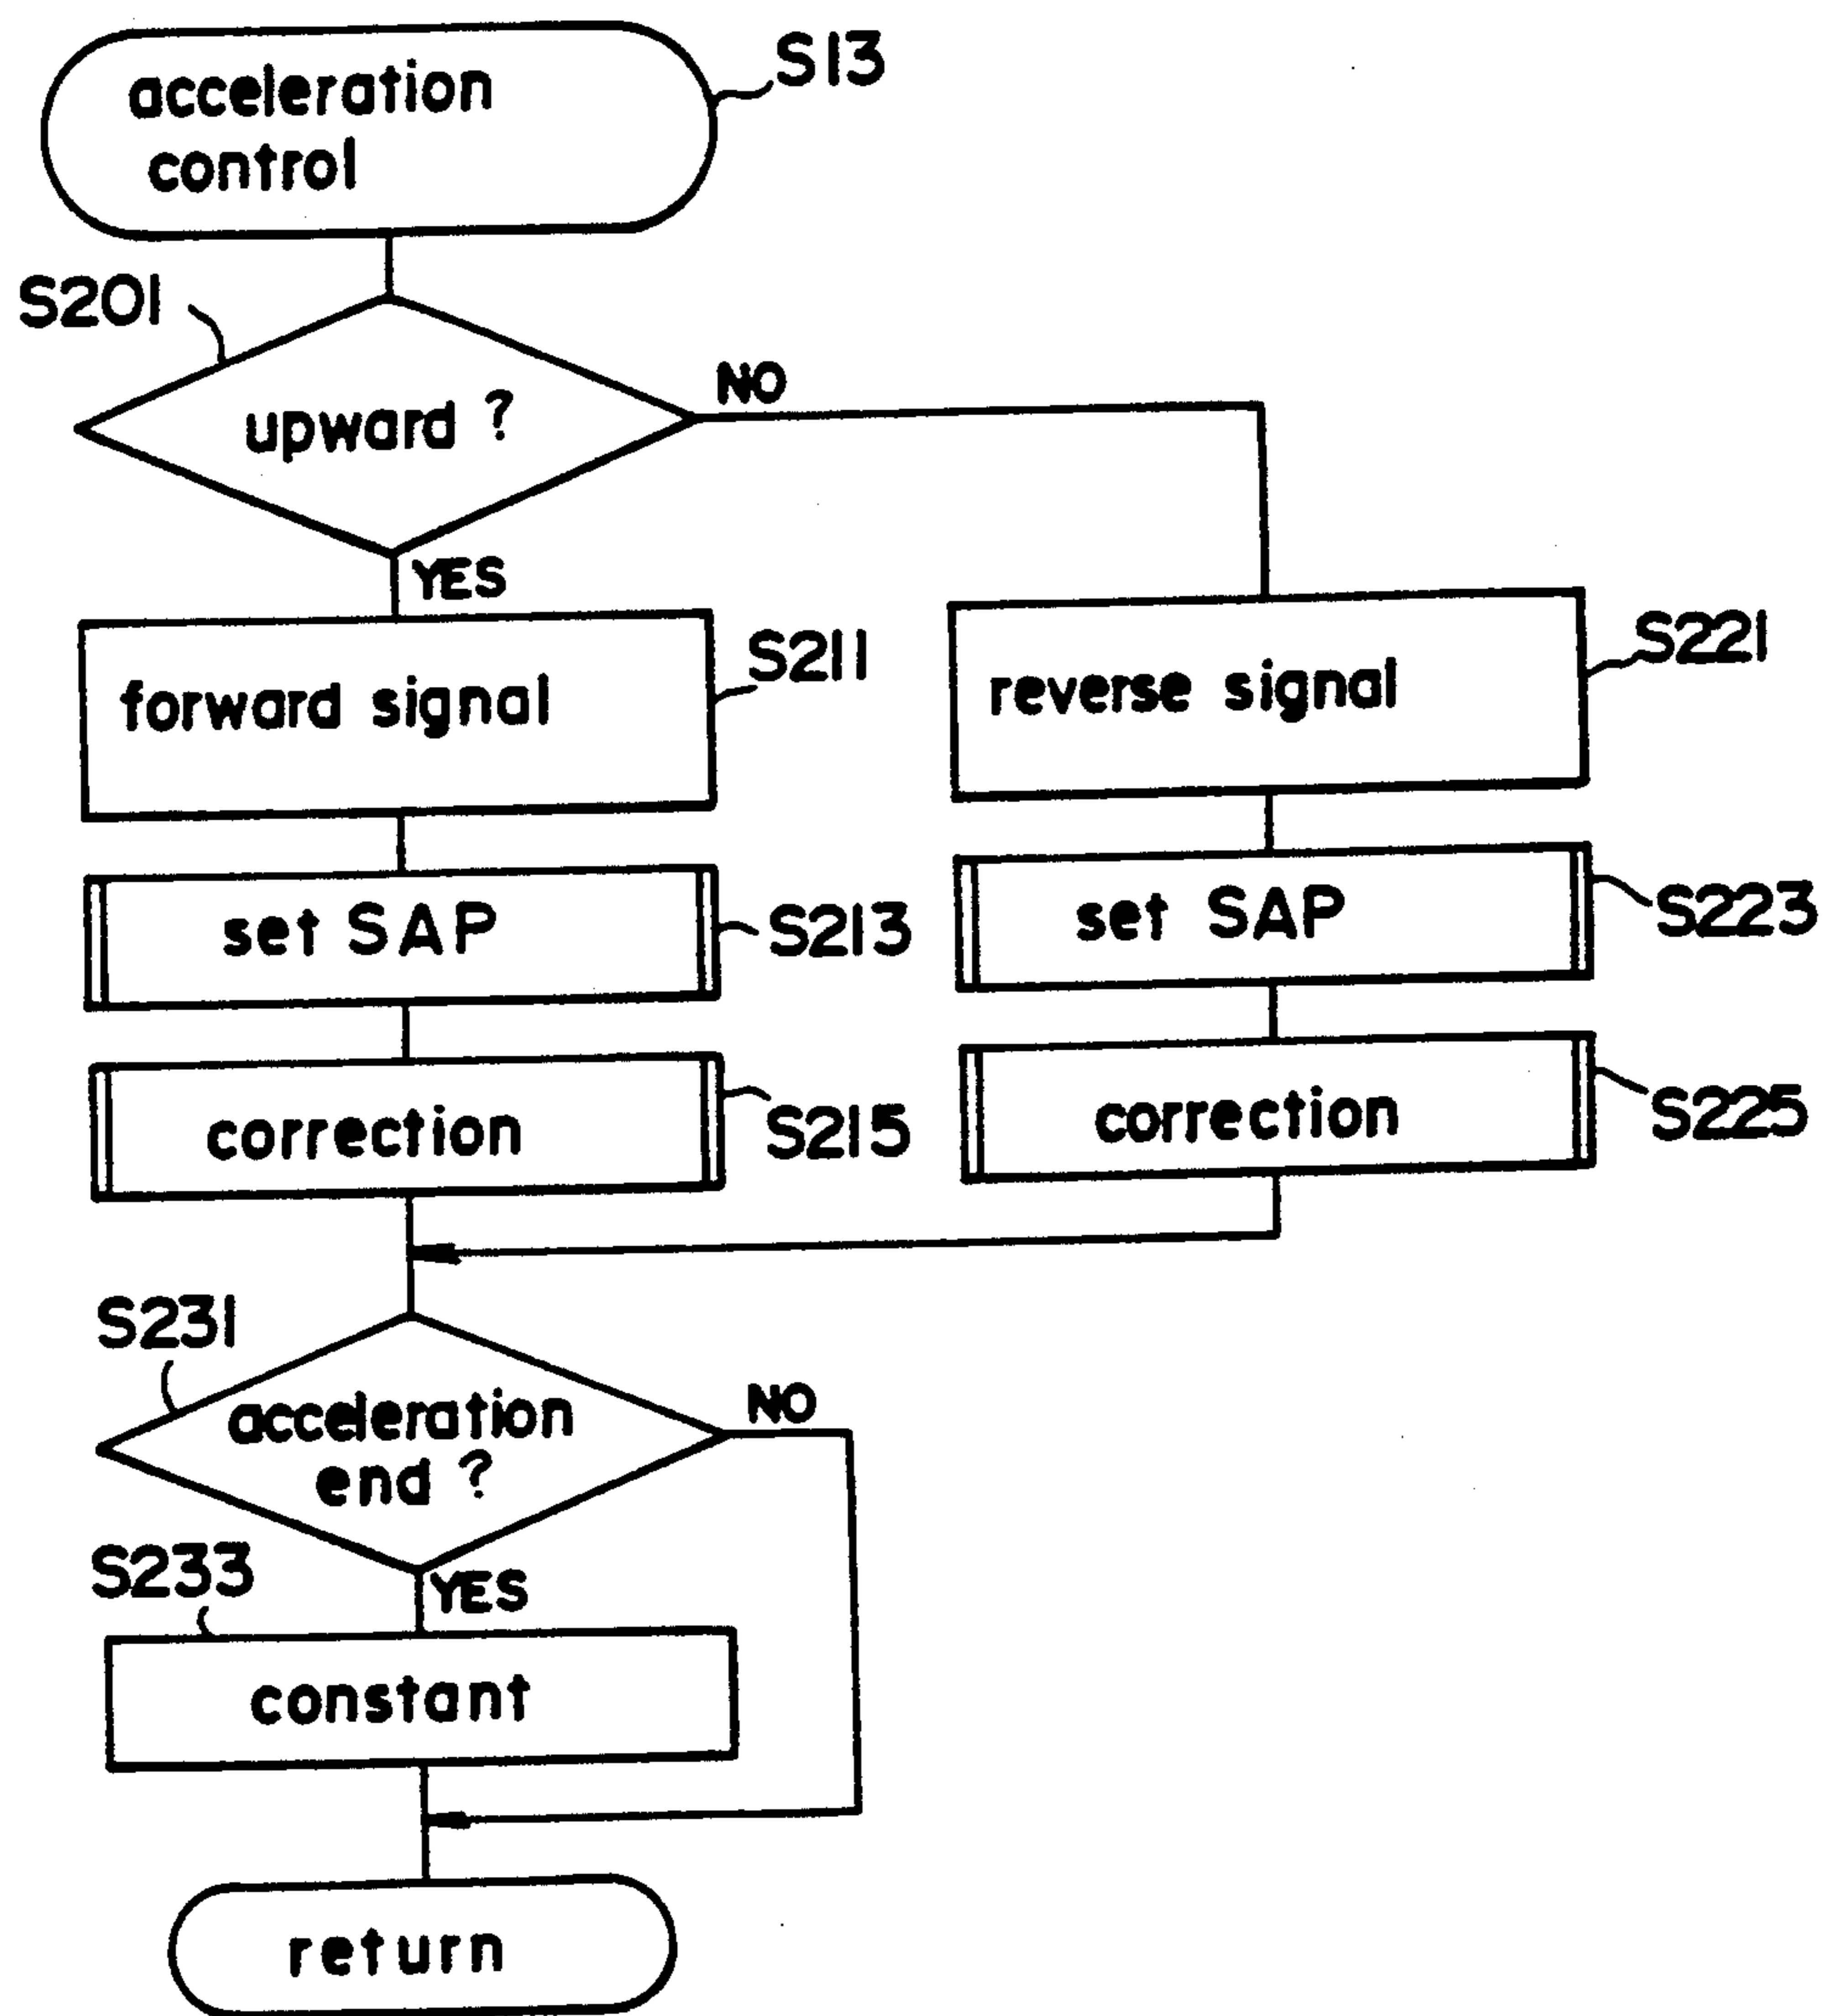 acceleration
control
S13
S201
upward ?
NO
YES
forward signal
S211
reverse signal
S221
set SAP
S213
set SAP
S223
correction
S215
correction
S225
S231
acceleration
end ?
NO
YES
S233
constant
return